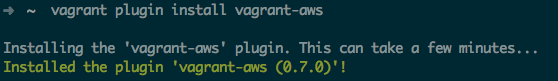 ➜ ~ vagrant plugin install vagrant-aws
Installing the 'vagrant-aws' plugin. This can take a few minutes...
Installed the plugin 'vagrant-aws (0.7.0)'!